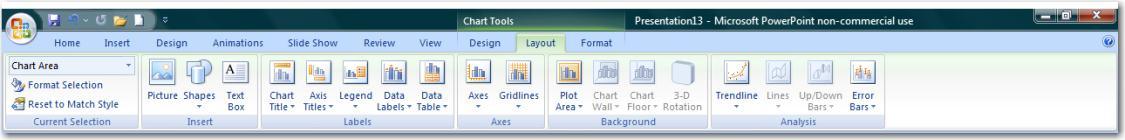 Chart Tools
Presentation13 - Microsoft PowerPoint non-commercial use
Home Insert Design Animations Slide Show Review View Design Layout Format
Chart Area
Format Selection
Reset to Match Style
Current Selection
Picture Shapes Text Box
Insert
Chart Title Axis Titles Legend Data Labels Data Table
Labels
Axes Gridlines
Axes
Plot Area Chart Wall Chart Floor 3-D Rotation
Background
Trendline Lines Up/Down Bars Error Bars
Analysis